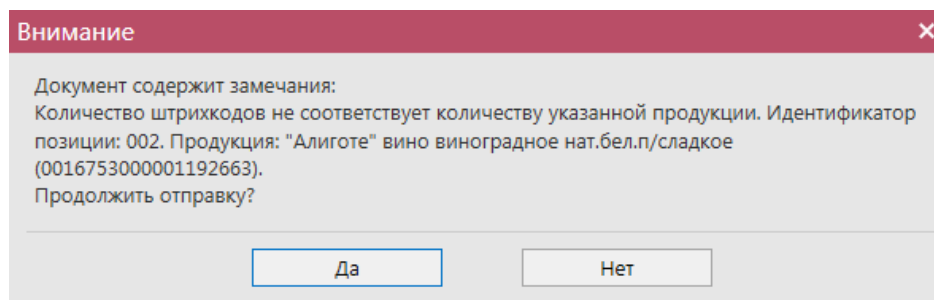 Внимание
Документ содержит замечания:
Количество штрихкодов не соответствует количеству указанной продукции. Идентификатор
позиции: 002. Продукция: "Алиготе" вино виноградное нат.бел.п/сладкое
(0016753000001192663).
Продолжить отправку?
Да Нет